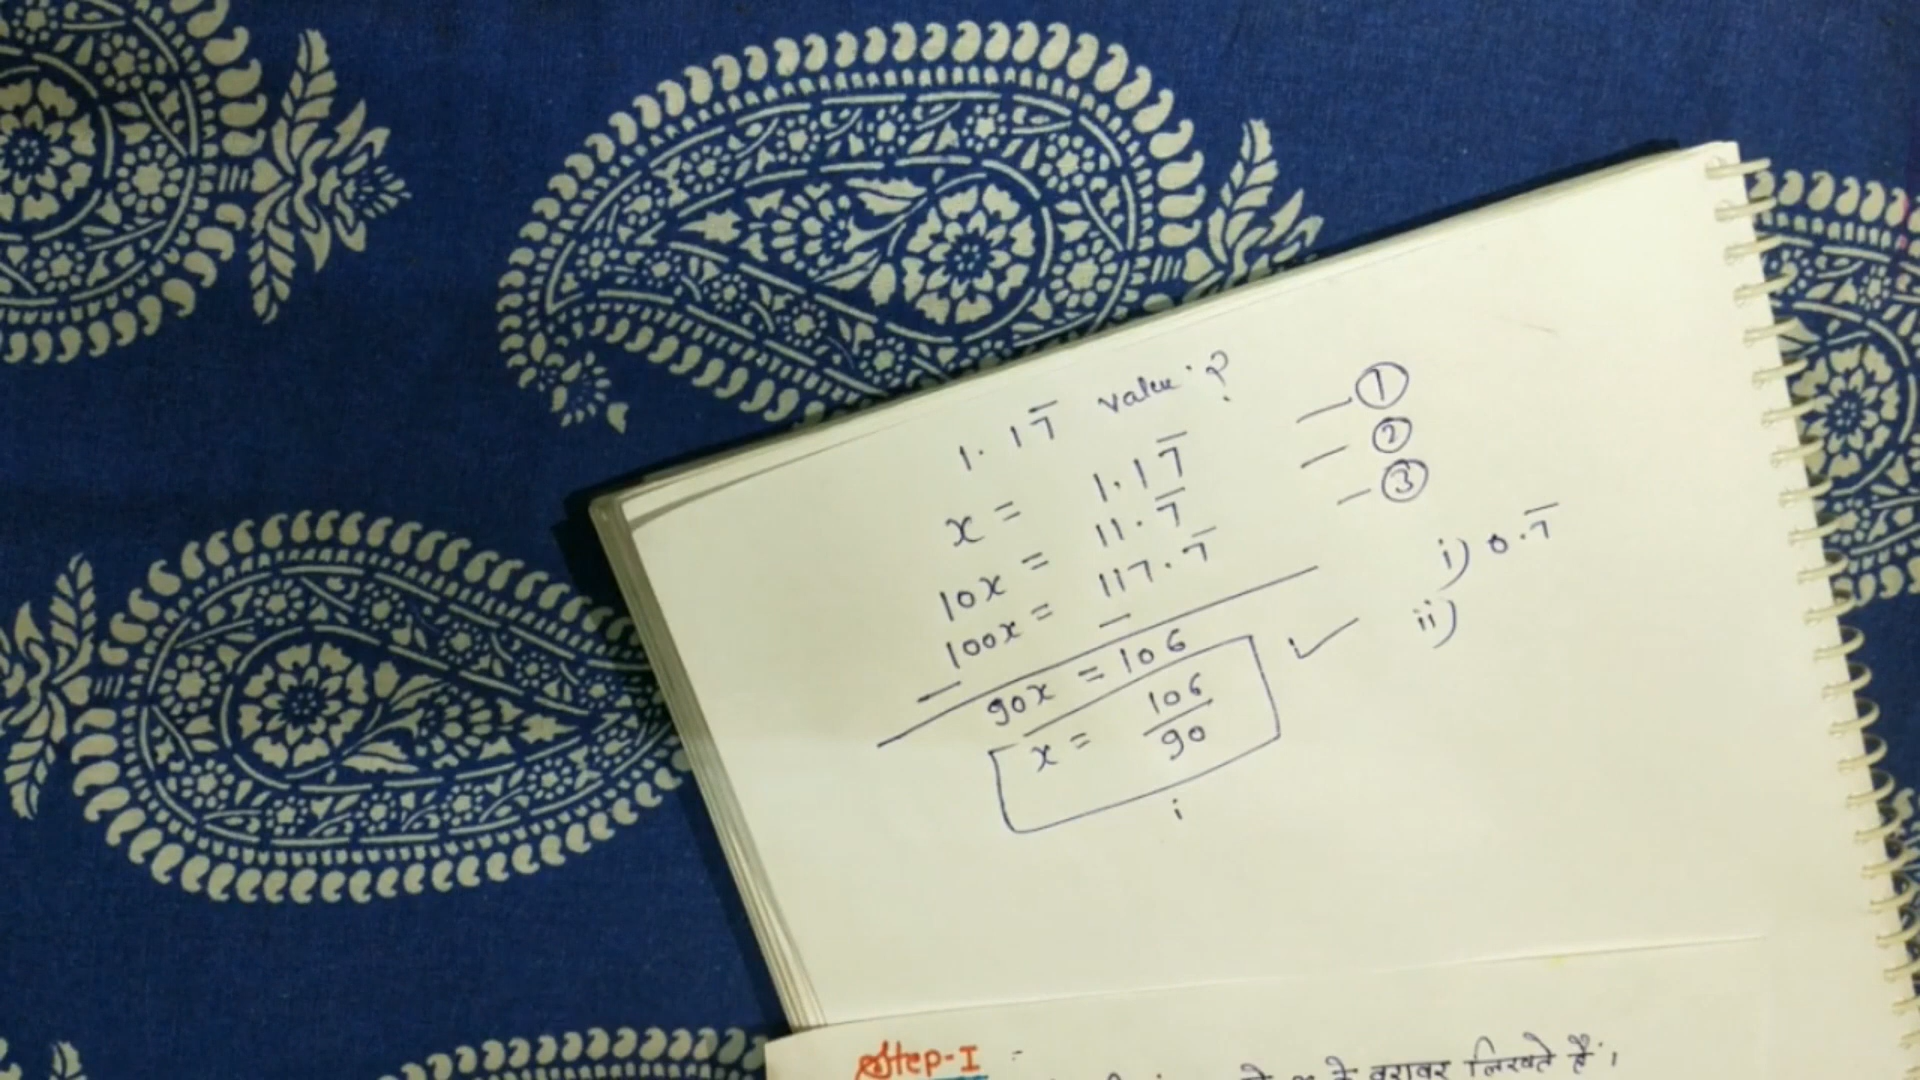 1.17̅ value ?
x = 1.17̅ — ①
10x = 11.7̅ — ②
100x = 117.7̅ — ③
— —
90x = 106
x = 106/90 ✓
i) 0.7̅
ii)
Step-I :-
के बराबर लिखते हैं।